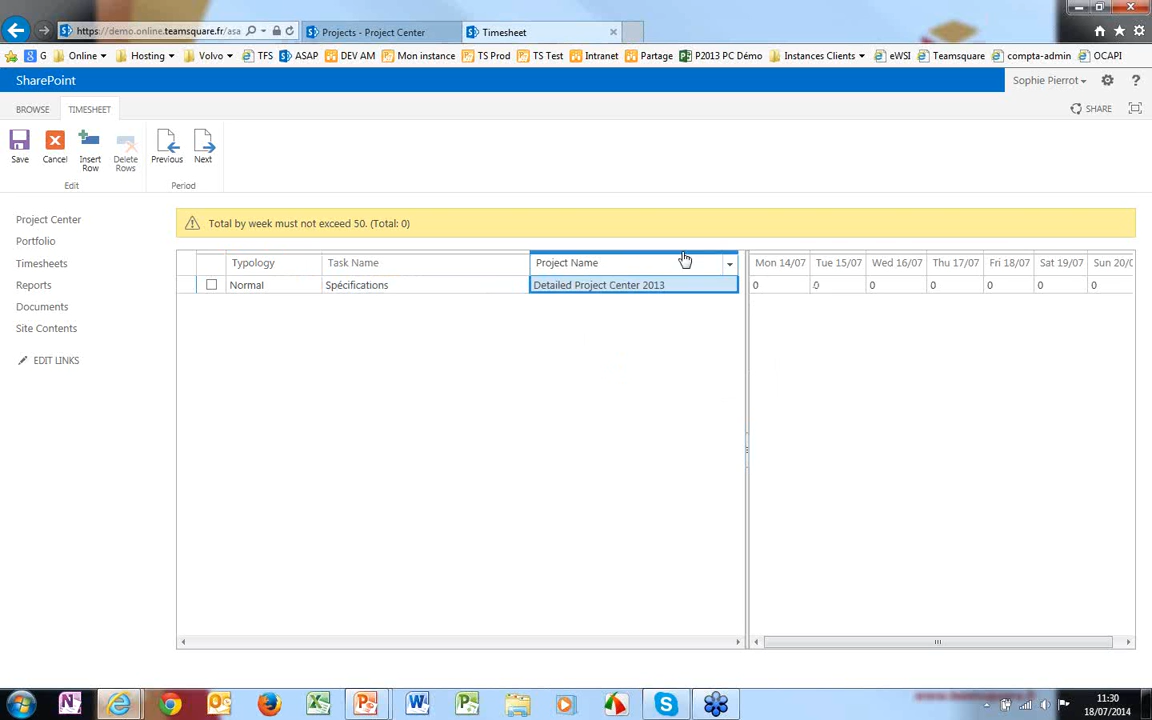 https://demo.online.teamsquare.fr/asa
Projects - Project Center
Timesheet
G
Online
Hosting
Volvo
TFS
ASAP
DEV AM
Mon instance
TS Prod
TS Test
Intranet
Partage
P2013 PC Démo
Instances Clients
eWSI
Teamsquare
compta-admin
OCAPI
SharePoint
Sophie Pierrot
?
BROWSE
TIMESHEET
SHARE
Save
Cancel
Insert
Row
Delete
Rows
Previous
Next
Edit
Period
Project Center
Portfolio
Timesheets
Reports
Documents
Site Contents
EDIT LINKS
Total by week must not exceed 50. (Total: 0)
Typology Task Name Project Name Mon 14/07 Tue 15/07 Wed 16/07 Thu 17/07 Fri 18/07 Sat 19/07 Sun 20/0
Normal Spécifications Detailed Project Center 2013 0 0 0 0 0 0 0
11:30
18/07/2014